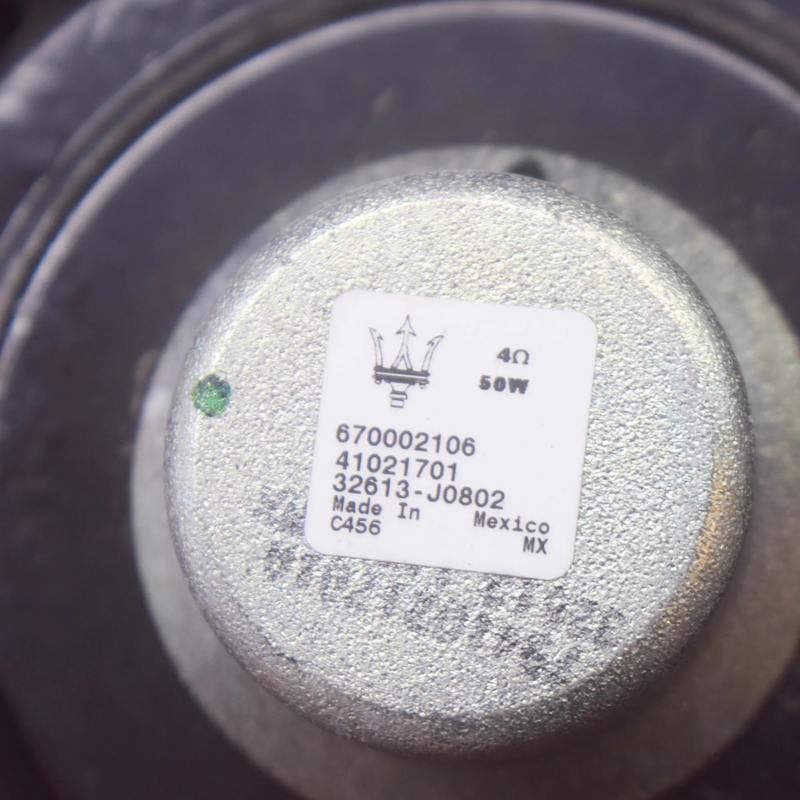 4Ω
50W
670002106
41021701
32613-J0802
Made In Mexico
C456 MX